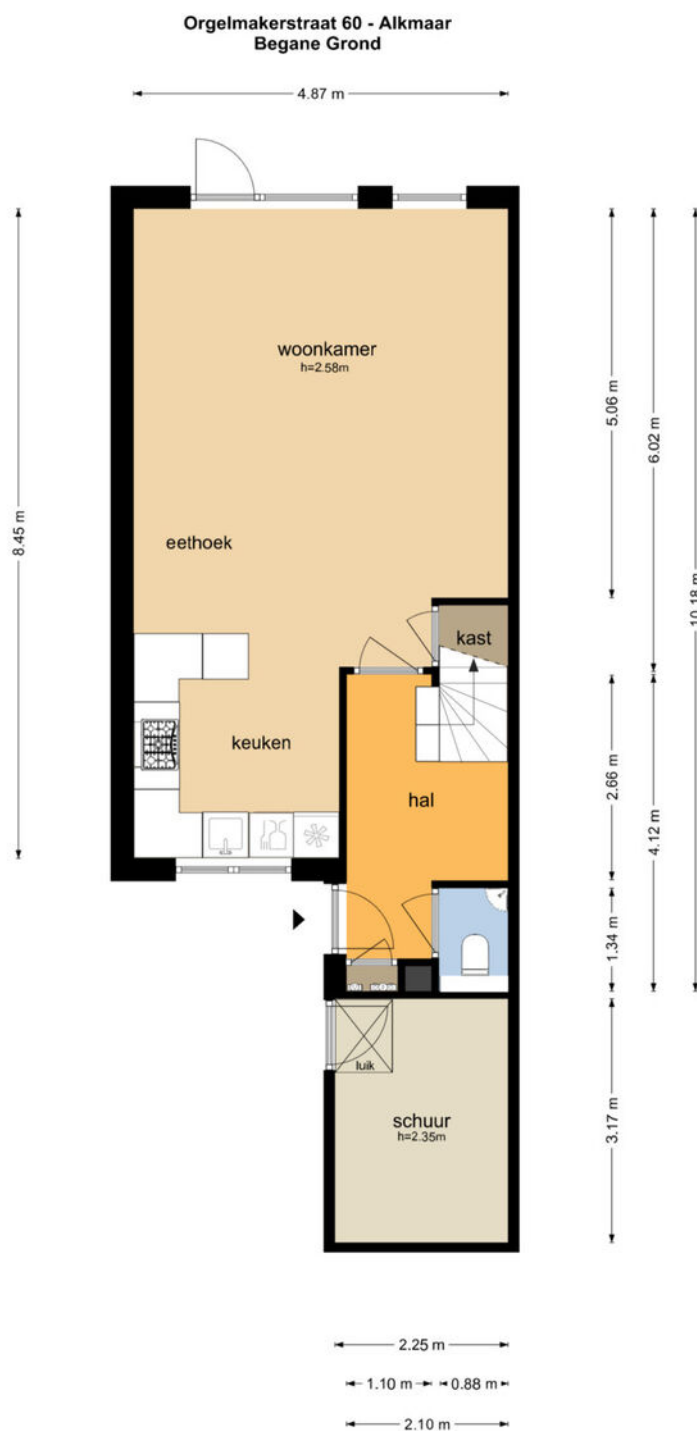 Orgelmakerstraat 60 - Alkmaar
Begane Grond
4.87 m
woonkamer
h=2.58m
5.06 m
6.02 m
8.45 m
10.18 m
eethoek
kast
keuken
hal
2.66 m
4.12 m
1.34 m
luik
schuur
h=2.35m
3.17 m
2.25 m
1.10 m
0.88 m
2.10 m